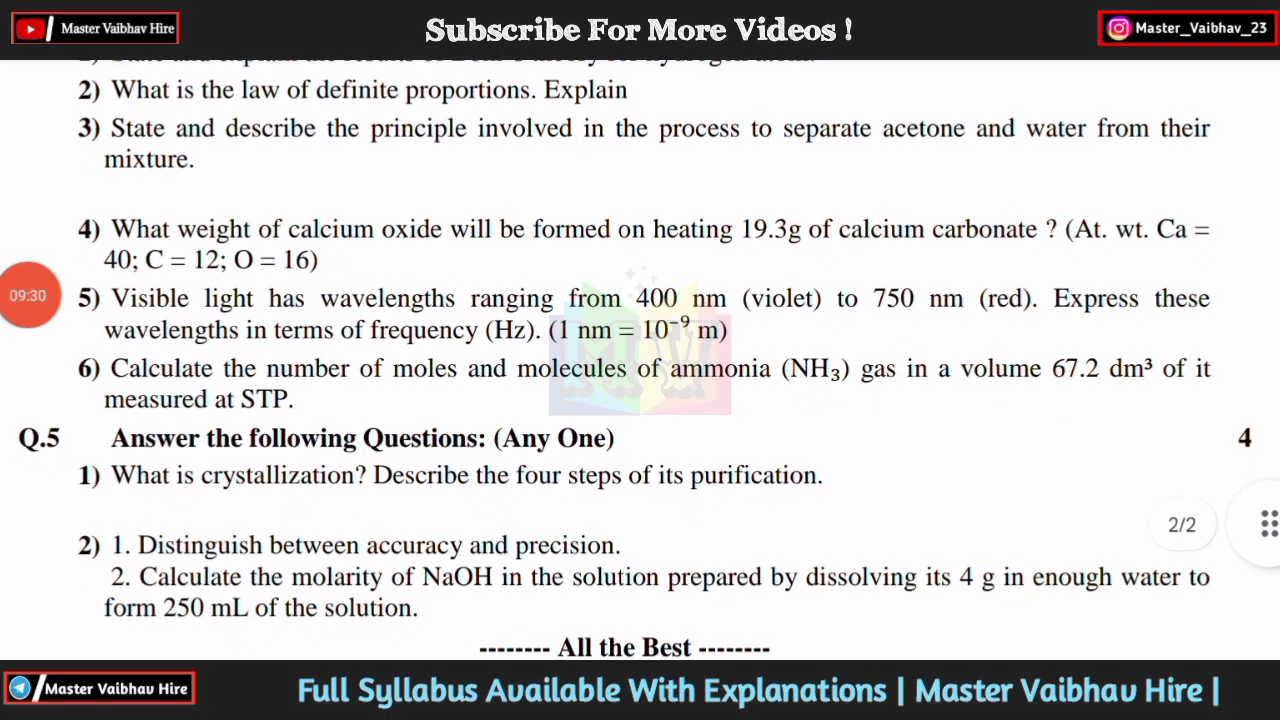 Master Vaibhav Hire
Subscribe For More Videos !
Master_Vaibhav_23
2) What is the law of definite proportions. Explain
3) State and describe the principle involved in the process to separate acetone and water from their
mixture.
4) What weight of calcium oxide will be formed on heating 19.3g of calcium carbonate ? (At. wt. Ca =
40; C = 12; O = 16)
09:30
5) Visible light has wavelengths ranging from 400 nm (violet) to 750 nm (red). Express these
wavelengths in terms of frequency (Hz). (1 nm = 10⁻⁹ m)
6) Calculate the number of moles and molecules of ammonia (NH₃) gas in a volume 67.2 dm³ of it
measured at STP.
Q.5 Answer the following Questions: (Any One) 4
1) What is crystallization? Describe the four steps of its purification.
2/2
2) 1. Distinguish between accuracy and precision.
2. Calculate the molarity of NaOH in the solution prepared by dissolving its 4 g in enough water to
form 250 mL of the solution.
-------- All the Best --------
Master Vaibhav Hire
Full Syllabus Available With Explanations | Master Vaibhav Hire |